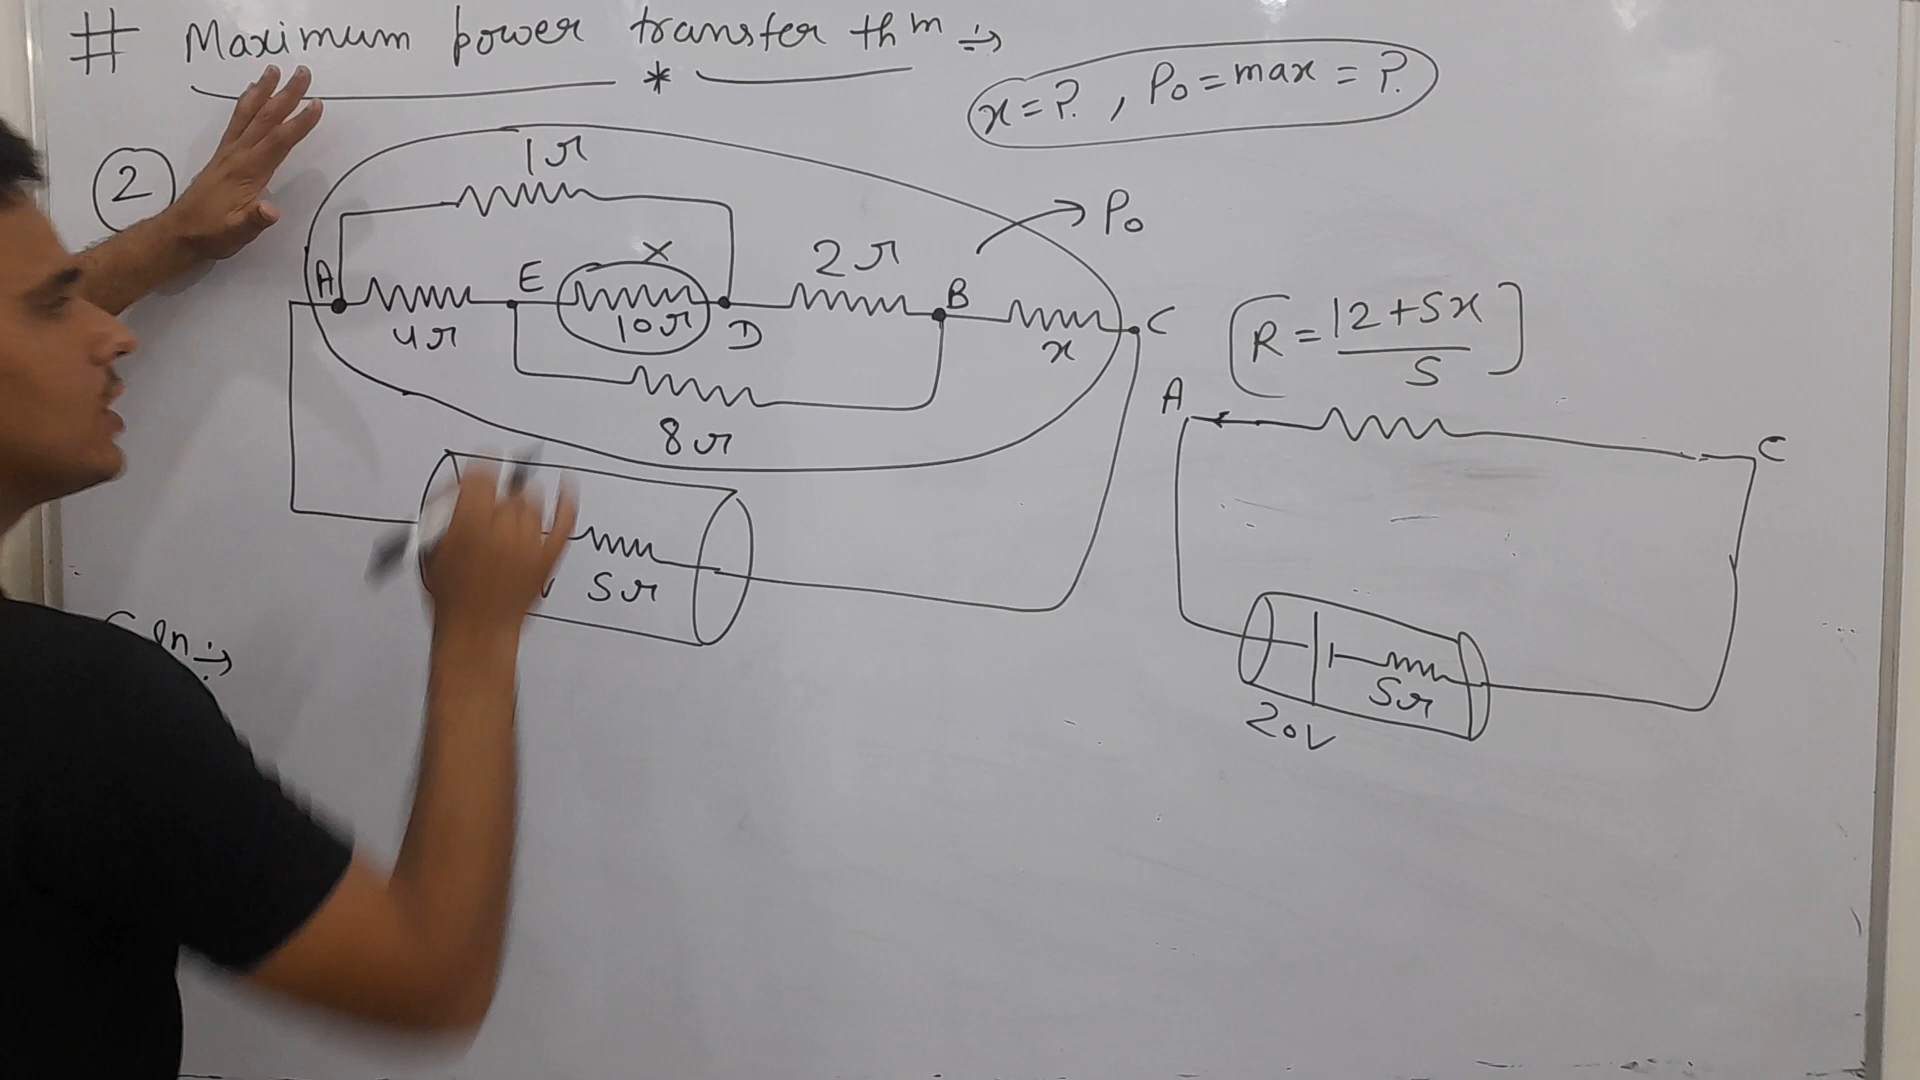 # Maximum power transfer thm ÷>
*
x = ? , P₀ = max = ?
2
1Ω
A 4Ω E X 10Ω D 2Ω B x C
→ P₀
8Ω
5Ω
R = 12 + 5x / 5
A C
20V 5Ω
ln ÷>